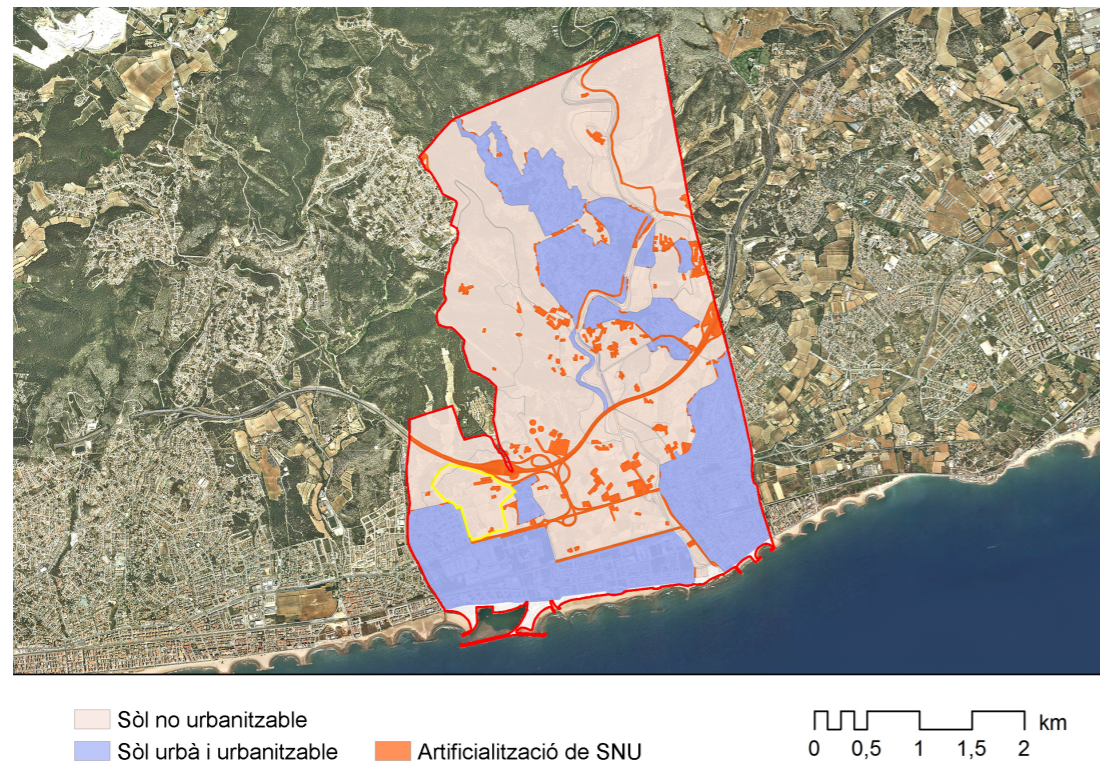 Sòl no urbanitzable
Sòl urbà i urbanitzable
Artificialització de SNU
km
0 0,5 1 1,5 2